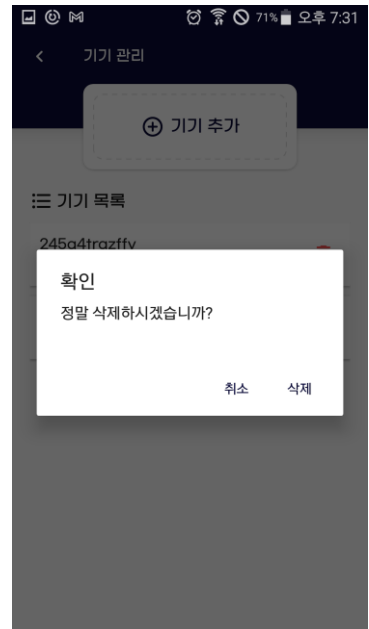 71% 오후 7:31
기기 관리
기기 추가
기기 목록
245g4trgzffv
확인
정말 삭제하시겠습니까?
취소 삭제